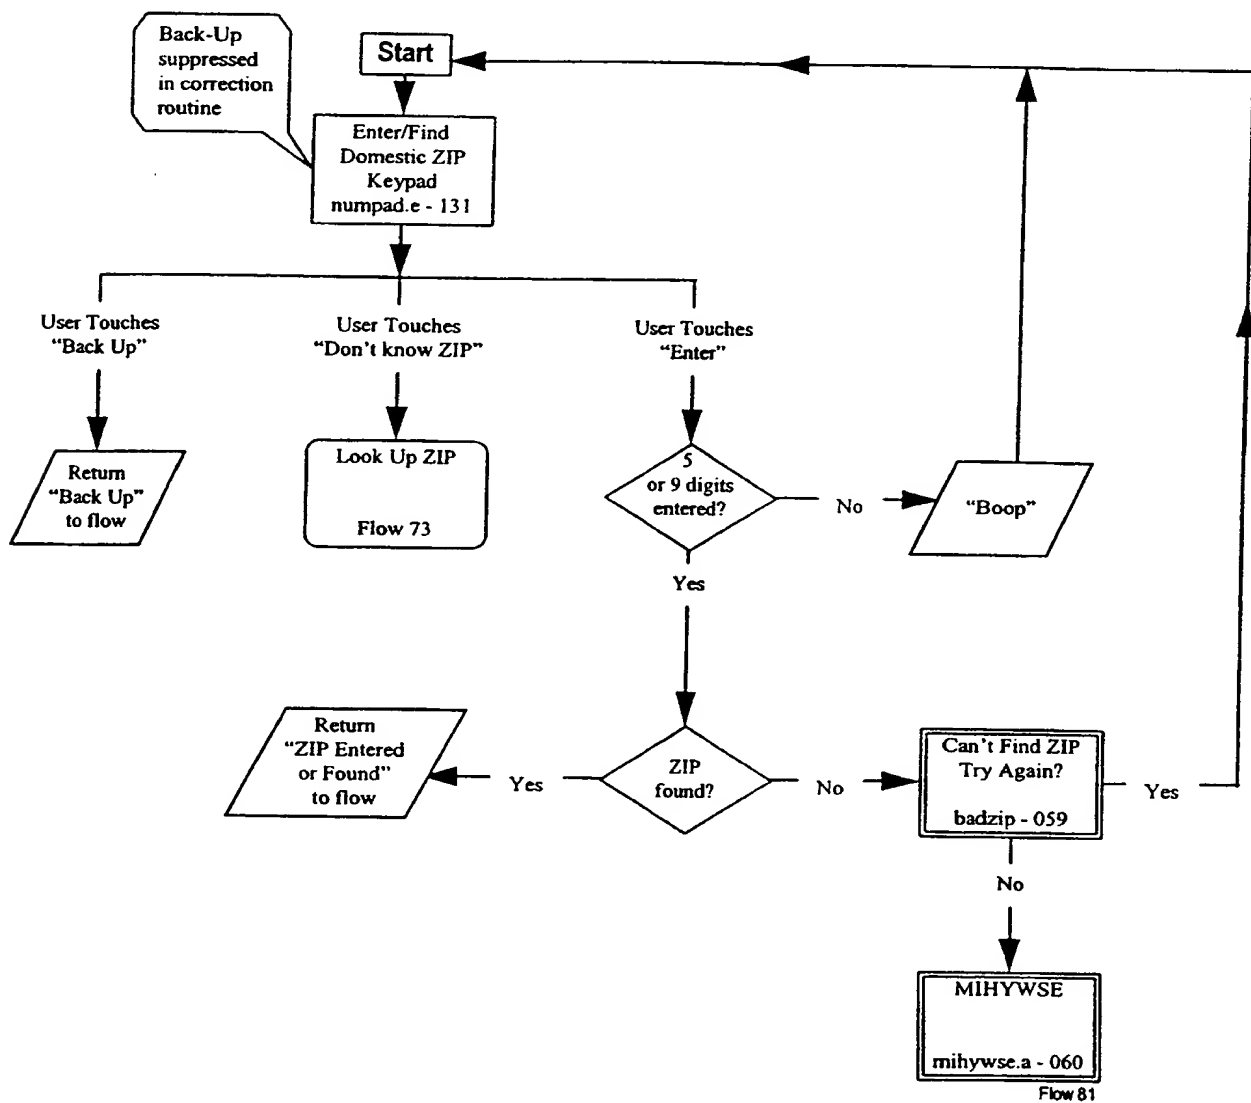 Back-Up
suppressed
in correction
routine
Start
Enter/Find
Domestic ZIP
Keypad
numpad.e - 131
User Touches
“Back Up”
User Touches
“Don't know ZIP”
User Touches
“Enter”
Return
“Back Up”
to flow
Look Up ZIP
Flow 73
5
or 9 digits
entered?
No
“Boop”
Yes
Return
“ZIP Entered
or Found”
to flow
Yes
ZIP
found?
No
Can't Find ZIP
Try Again?
badzip - 059
Yes
No
MIHYWSE
mihywse.a - 060
Flow 81